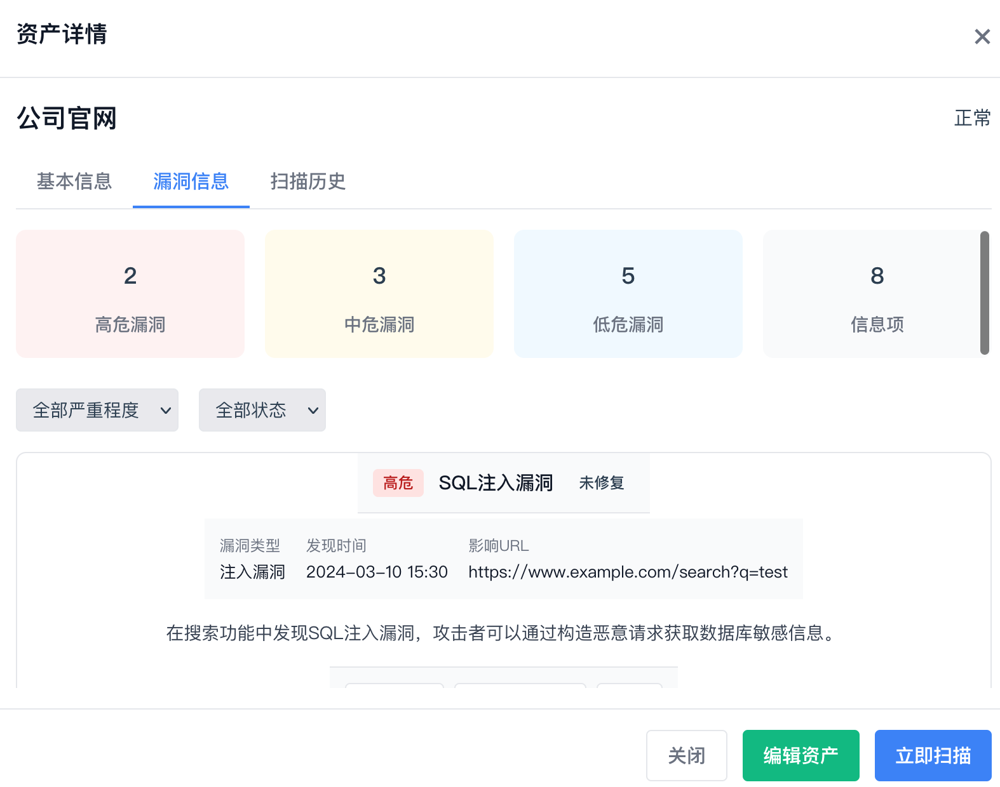 资产详情
公司官网
正常
基本信息 漏洞信息 扫描历史
2 3 5 8
高危漏洞 中危漏洞 低危漏洞 信息项
全部严重程度 全部状态
高危 SQL注入漏洞 未修复
漏洞类型 发现时间 影响URL
注入漏洞 2024-03-10 15:30 https://www.example.com/search?q=test
在搜索功能中发现SQL注入漏洞，攻击者可以通过构造恶意请求获取数据库敏感信息。
关闭 编辑资产 立即扫描